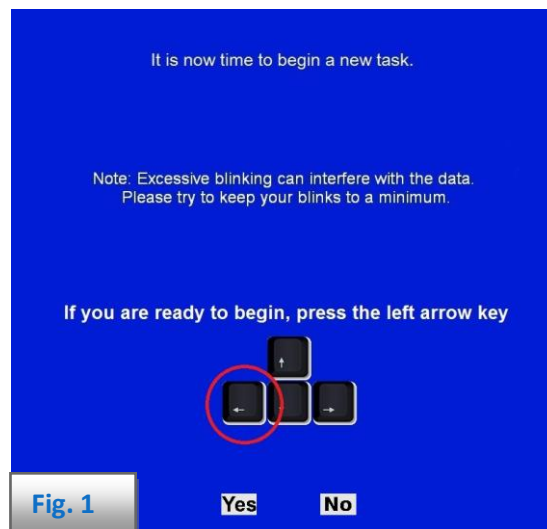 It is now time to begin a new task.
Note: Excessive blinking can interfere with the data.
Please try to keep your blinks to a minimum.
If you are ready to begin, press the left arrow key
↑
← →
Yes No
Fig. 1